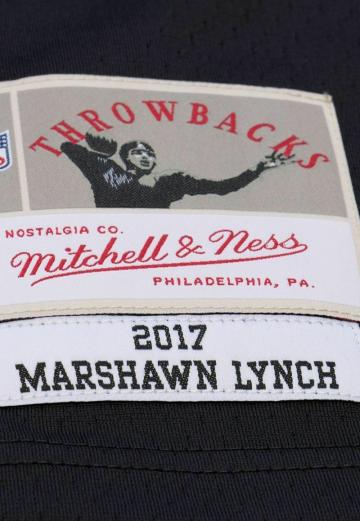 THROWBACKS
NOSTALGIA CO.
Mitchell & Ness
PHILADELPHIA, PA.
2017
MARSHAWN LYNCH